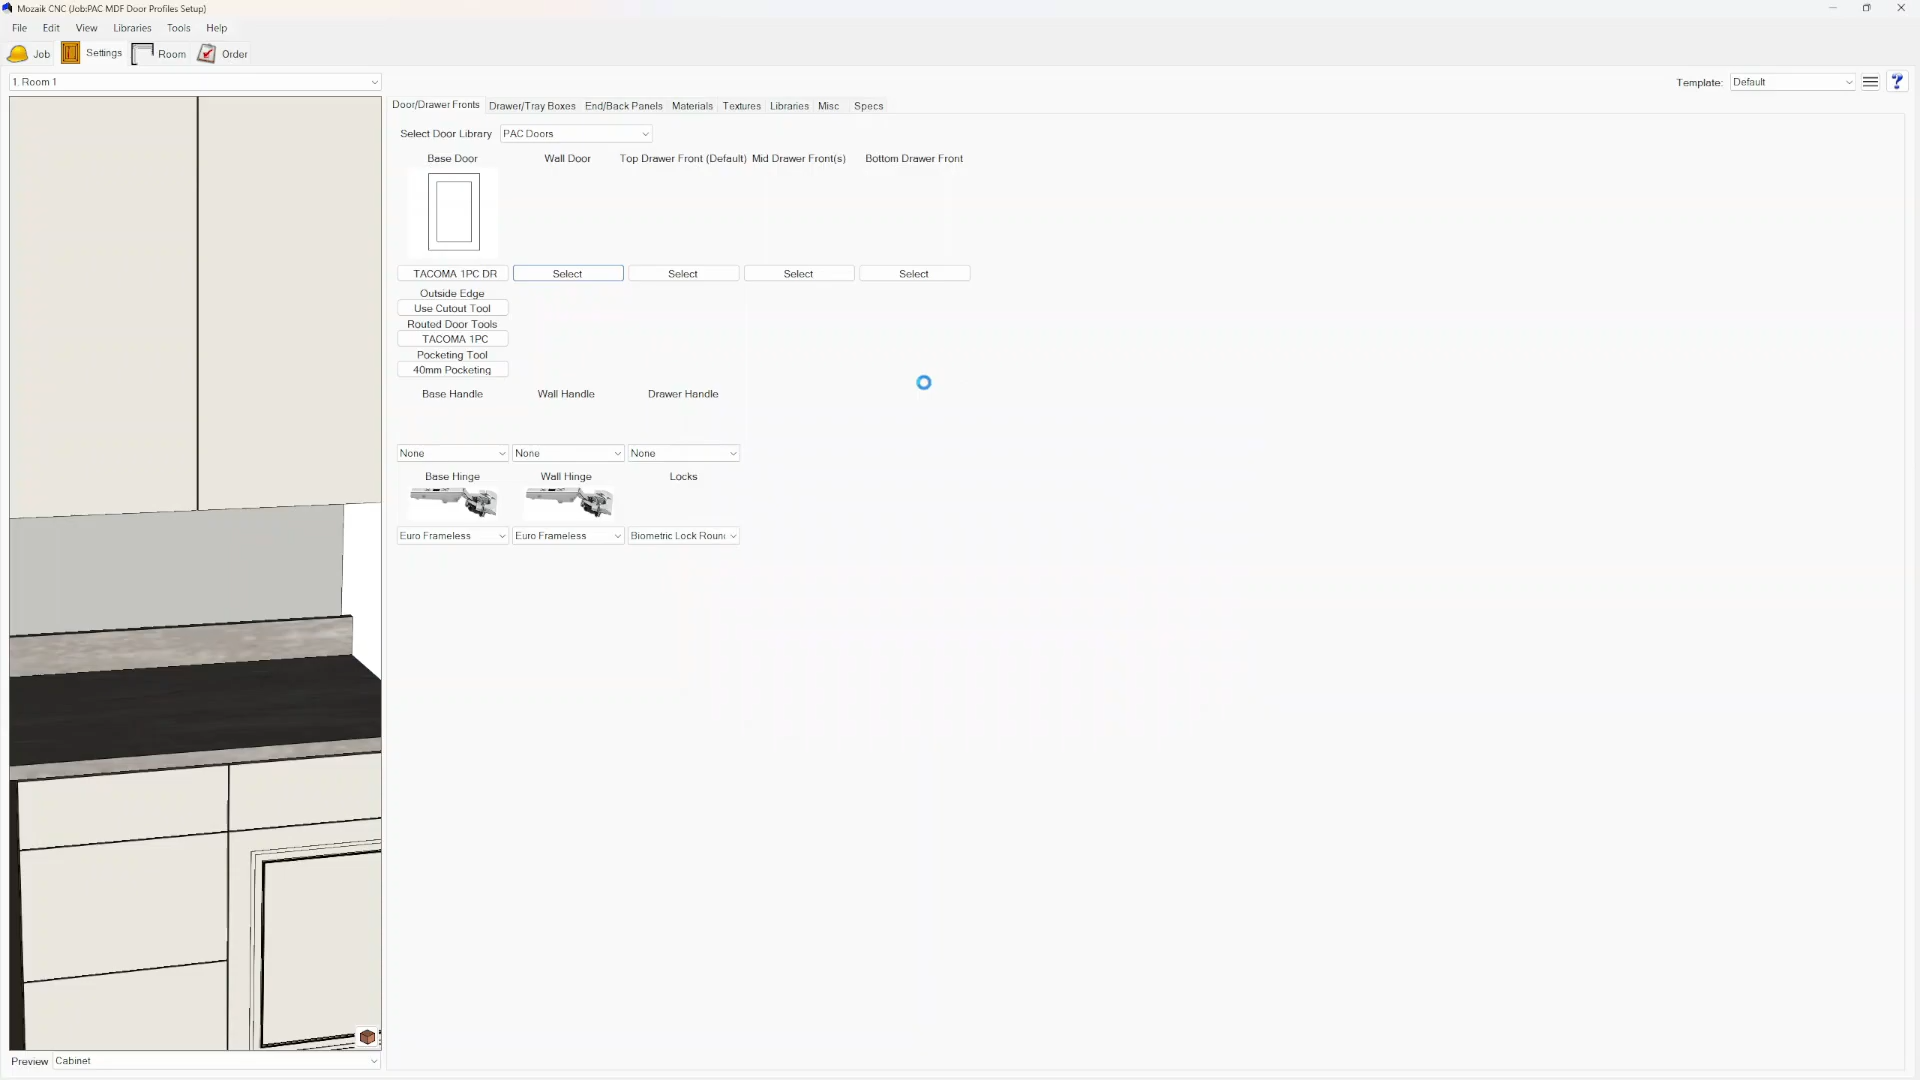 Mozaik CNC (Job:PAC MDF Door Profiles Setup)
File Edit View Libraries Tools Help
Job Settings Room Order
1. Room 1
Template: Default
?
Door/Drawer Fronts Drawer/Tray Boxes End/Back Panels Materials Textures Libraries Misc Specs
Select Door Library PAC Doors
Base Door Wall Door Top Drawer Front (Default) Mid Drawer Front(s) Bottom Drawer Front
TACOMA 1PC DR Select Select Select Select
Outside Edge
Use Cutout Tool
Routed Door Tools
TACOMA 1PC
Pocketing Tool
40mm Pocketing
Base Handle Wall Handle Drawer Handle
None None None
Base Hinge Wall Hinge Locks
Euro Frameless Euro Frameless Biometric Lock Roun
Preview Cabinet